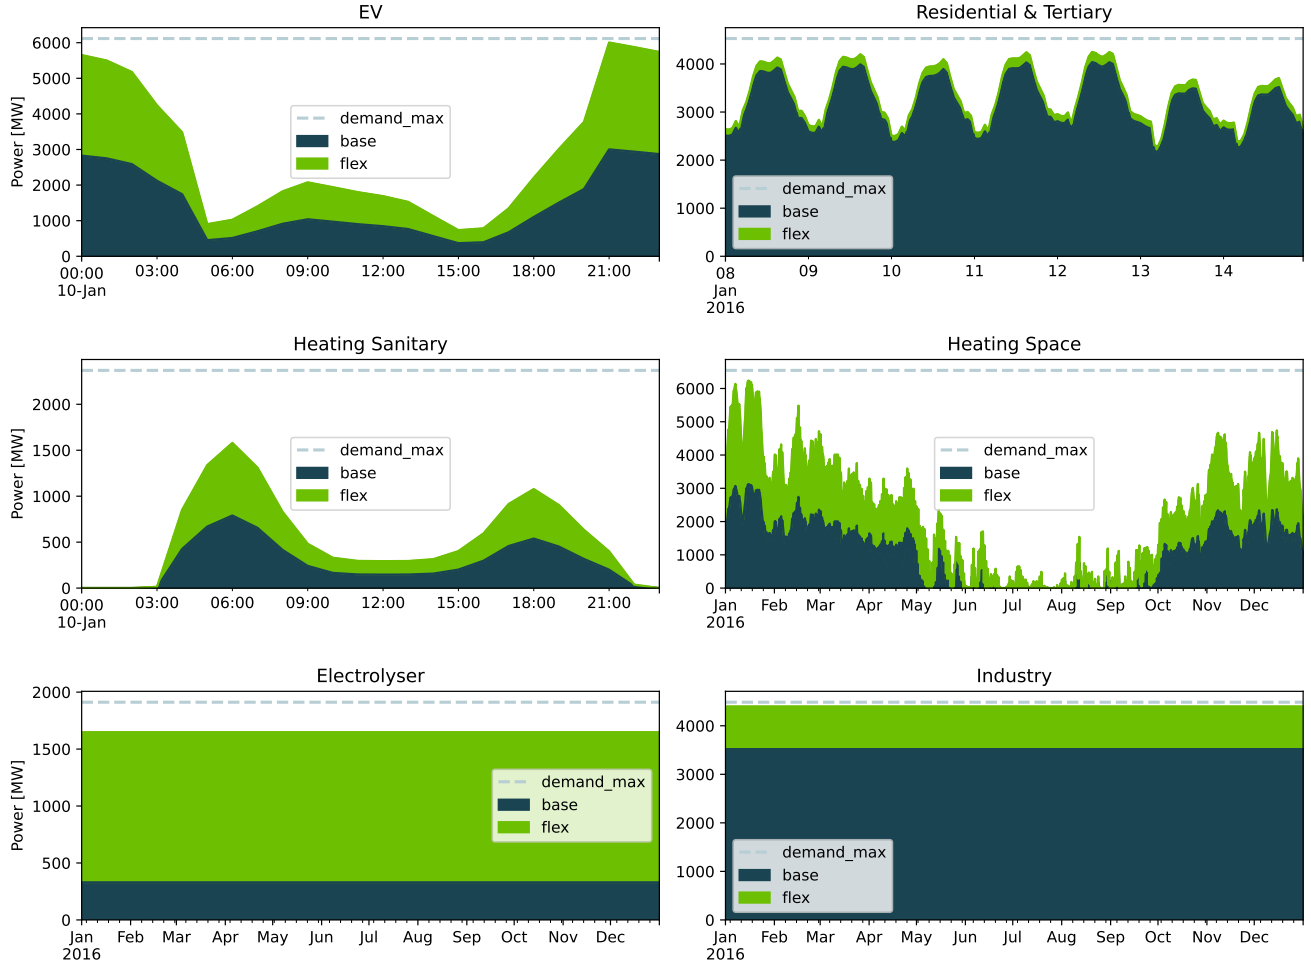 EV
Power [MW]
6000
5000
4000
3000
2000
1000
0
demand_max
base
flex
00:00 03:00 06:00 09:00 12:00 15:00 18:00 21:00
10-Jan
Residential & Tertiary
4000
3000
2000
1000
0
demand_max
base
flex
08 09 10 11 12 13 14
Jan
2016
Heating Sanitary
Power [MW]
2000
1500
1000
500
0
demand_max
base
flex
00:00 03:00 06:00 09:00 12:00 15:00 18:00 21:00
10-Jan
Heating Space
6000
5000
4000
3000
2000
1000
0
demand_max
base
flex
Jan Feb Mar Apr May Jun Jul Aug Sep Oct Nov Dec
2016
Electrolyser
Power [MW]
2000
1500
1000
500
0
demand_max
base
flex
Jan Feb Mar Apr May Jun Jul Aug Sep Oct Nov Dec
2016
Industry
4000
3000
2000
1000
0
demand_max
base
flex
Jan Feb Mar Apr May Jun Jul Aug Sep Oct Nov Dec
2016